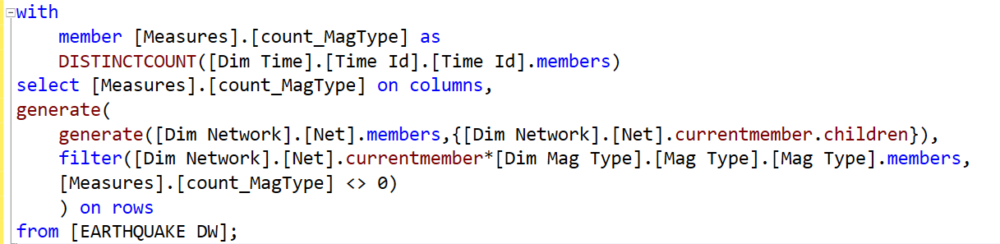 with
member [Measures].[count_MagType] as
DISTINCTCOUNT([Dim Time].[Time Id].[Time Id].members)
select [Measures].[count_MagType] on columns,
generate(
generate([Dim Network].[Net].members,{[Dim Network].[Net].currentmember.children}),
filter([Dim Network].[Net].currentmember*[Dim Mag Type].[Mag Type].[Mag Type].members,
[Measures].[count_MagType] <> 0)
) on rows
from [EARTHQUAKE DW];